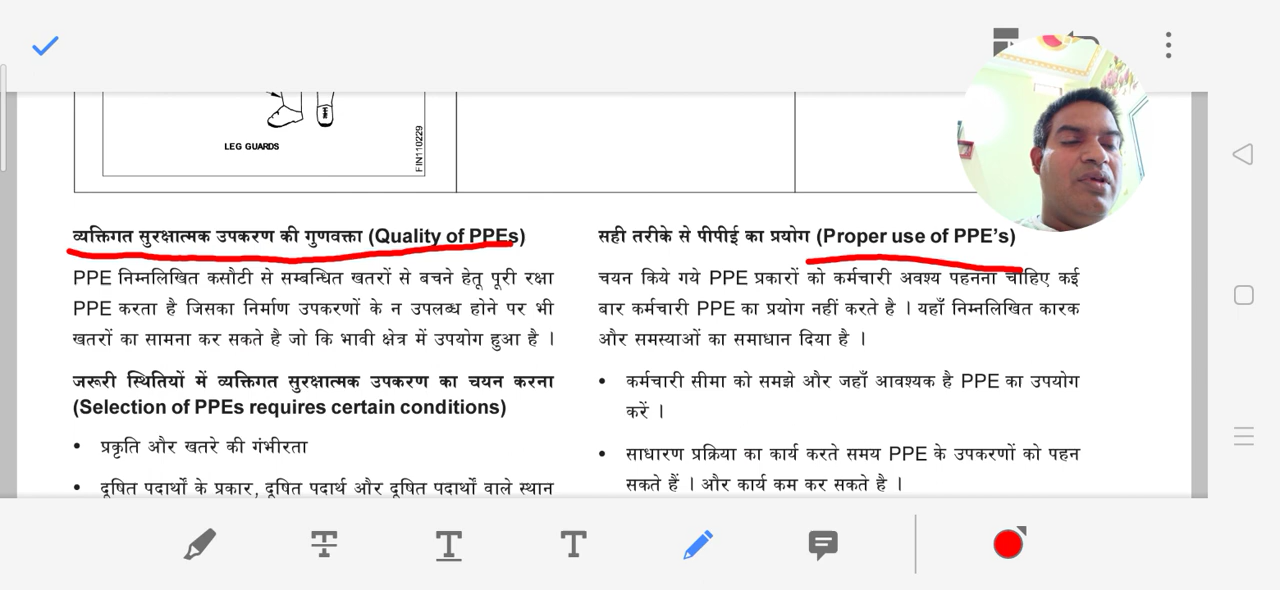 LEG GUARDS
FIN110229
व्यक्तिगत सुरक्षात्मक उपकरण की गुणवक्ता (Quality of PPEs)
PPE निम्नलिखित कसौटी से सम्बन्धित खतरों से बचने हेतू पूरी रक्षा
PPE करता है जिसका निर्माण उपकरणों के न उपलब्ध होने पर भी
खतरों का सामना कर सकते है जो कि भावी क्षेत्र में उपयोग हुआ है ।
जरूरी स्थितियों में व्यक्तिगत सुरक्षात्मक उपकरण का चयन करना
(Selection of PPEs requires certain conditions)
• प्रकृति और खतरे की गंभीरता
• दूषित पदार्थों के प्रकार, दूषित पदार्थ और दूषित पदार्थों वाले स्थान
सही तरीके से पीपीई का प्रयोग (Proper use of PPE's)
चयन किये गये PPE प्रकारों को कर्मचारी अवश्य पहनना चाहिए कई
बार कर्मचारी PPE का प्रयोग नहीं करते है । यहाँ निम्नलिखित कारक
और समस्याओं का समाधान दिया है ।
• कर्मचारी सीमा को समझे और जहाँ आवश्यक है PPE का उपयोग
करें ।
• साधारण प्रक्रिया का कार्य करते समय PPE के उपकरणों को पहन
सकते हैं । और कार्य कम कर सकते है ।
T
T
T